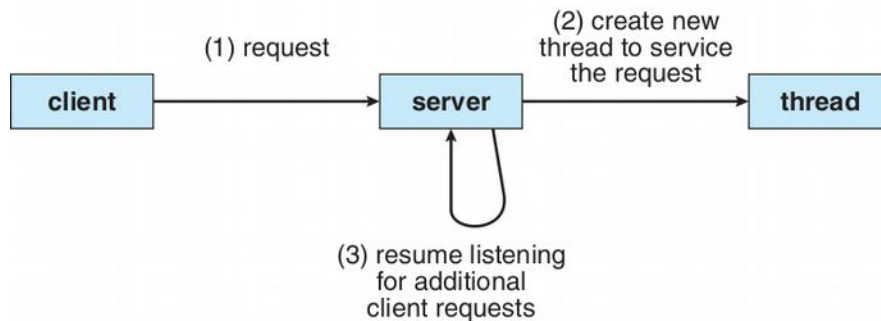 (1) request
(2) create new
thread to service
the request
client
server
thread
(3) resume listening
for additional
client requests